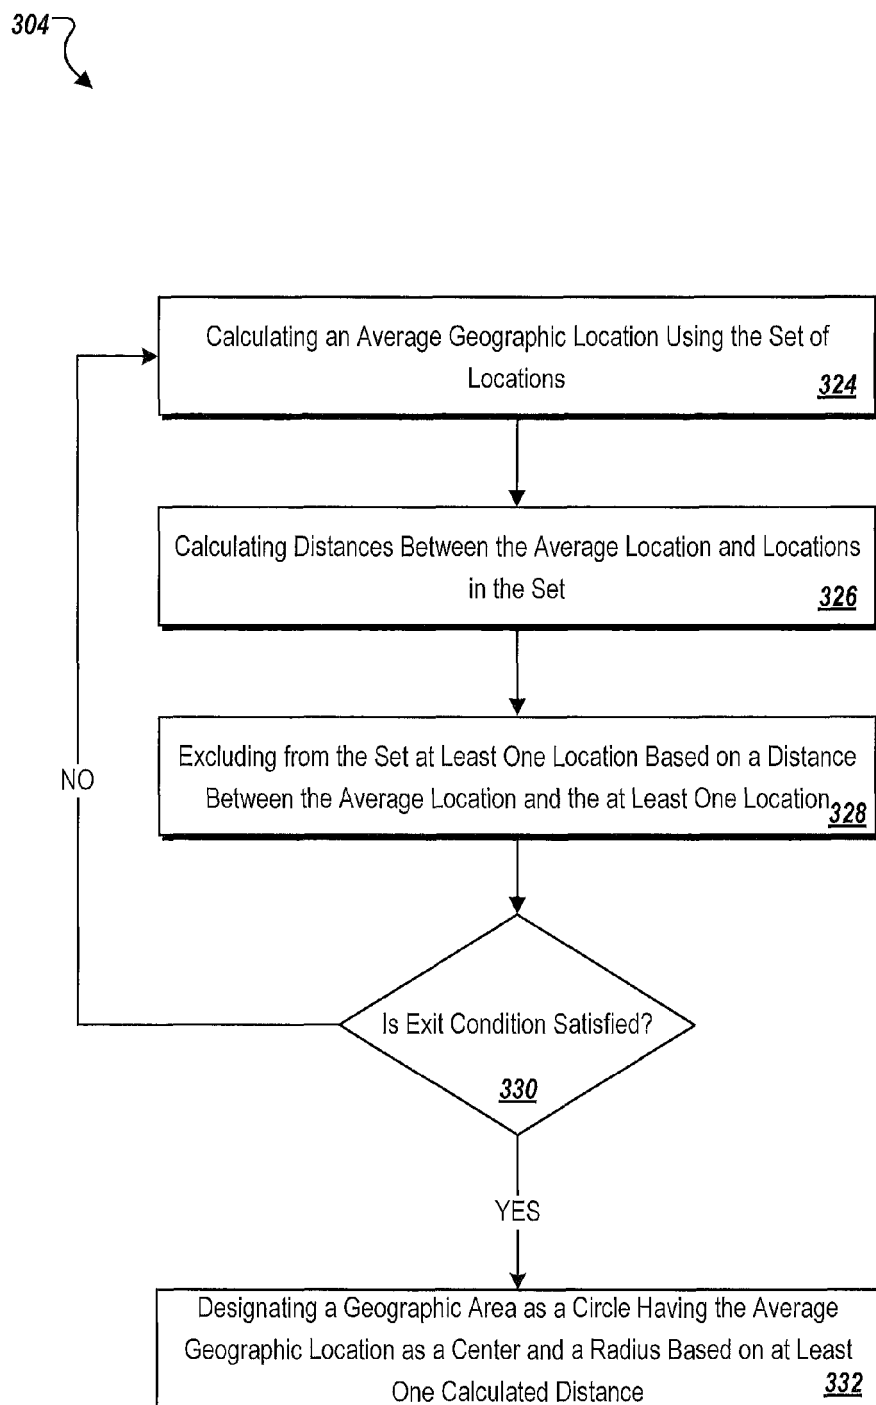 304
Calculating an Average Geographic Location Using the Set of
Locations
324
Calculating Distances Between the Average Location and Locations
in the Set
326
Excluding from the Set at Least One Location Based on a Distance
Between the Average Location and the at Least One Location
328
NO
Is Exit Condition Satisfied?
330
YES
Designating a Geographic Area as a Circle Having the Average
Geographic Location as a Center and a Radius Based on at Least
One Calculated Distance
332